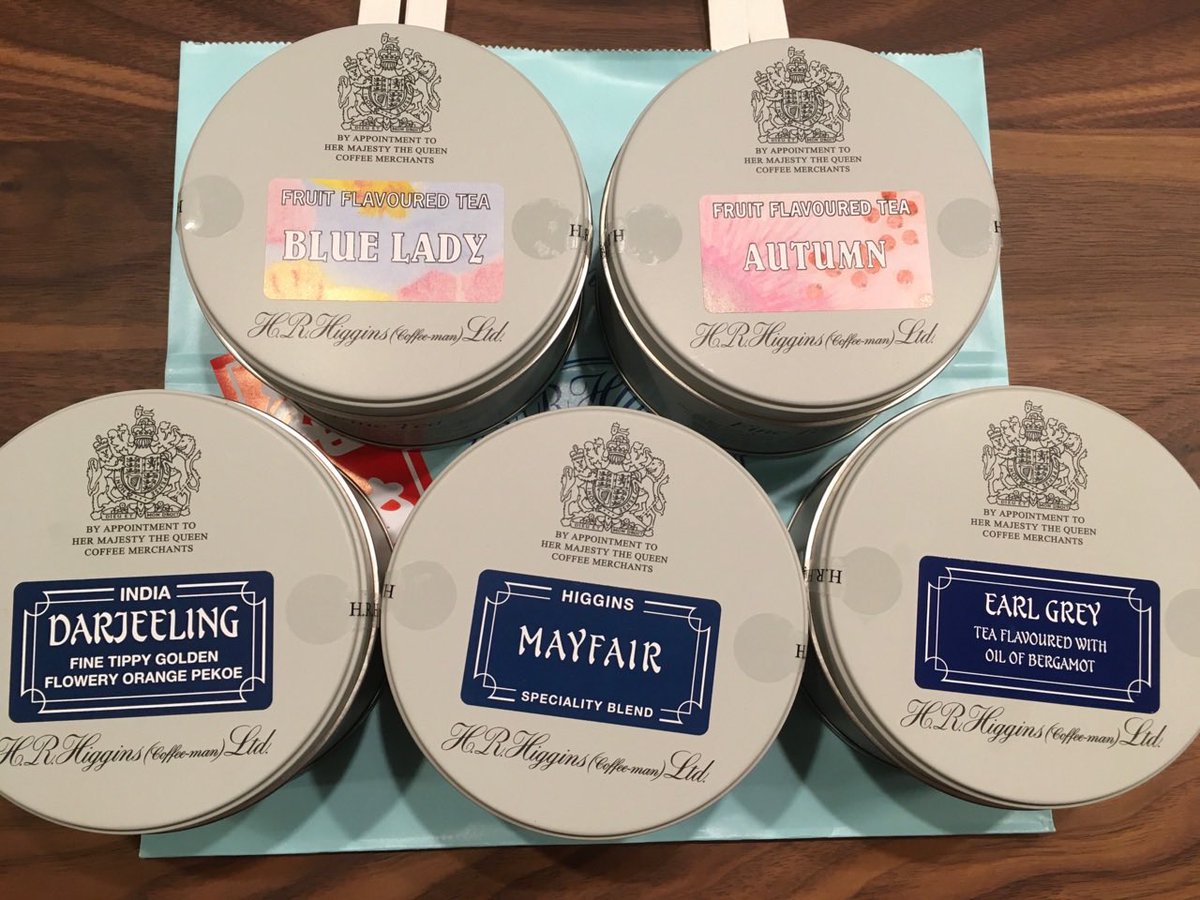 BY APPOINTMENT TO
HER MAJESTY THE QUEEN
COFFEE MERCHANTS
FRUIT FLAVOURED TEA
BLUE LADY
H.R.Higgins (Coffee-man) Ltd.
BY APPOINTMENT TO
HER MAJESTY THE QUEEN
COFFEE MERCHANTS
FRUIT FLAVOURED TEA
AUTUMN
H.R.Higgins (Coffee-man) Ltd.
BY APPOINTMENT TO
HER MAJESTY THE QUEEN
COFFEE MERCHANTS
INDIA
DARJEELING
FINE TIPPY GOLDEN
FLOWERY ORANGE PEKOE
H.R.Higgins (Coffee-man) Ltd.
BY APPOINTMENT TO
HER MAJESTY THE QUEEN
COFFEE MERCHANTS
HIGGINS
MAYFAIR
SPECIALITY BLEND
H.R.Higgins (Coffee-man) Ltd.
BY APPOINTMENT TO
HER MAJESTY THE QUEEN
COFFEE MERCHANTS
EARL GREY
TEA FLAVOURED WITH
OIL OF BERGAMOT
H.R.Higgins (Coffee-man) Ltd.